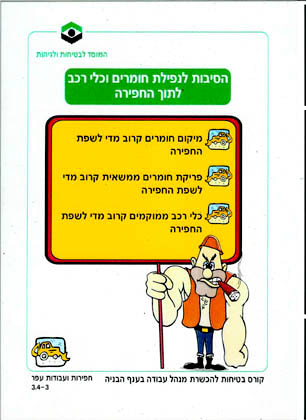 המוסד לבטיחות ולגיהות
הסיבות לנפילת חומרים וכלי רכב
לתוך החפירה
מיקום חומרים קרוב מדי לשפת
החפירה
פריקת חומרים ממשאית קרוב מדי
לשפת החפירה
כלי רכב ממוקמים קרוב מדי לשפת
החפירה
קורס בטיחות להכשרת מנהל עבודה בענף הבניה
חפירות ועבודות עפר
3.4-3